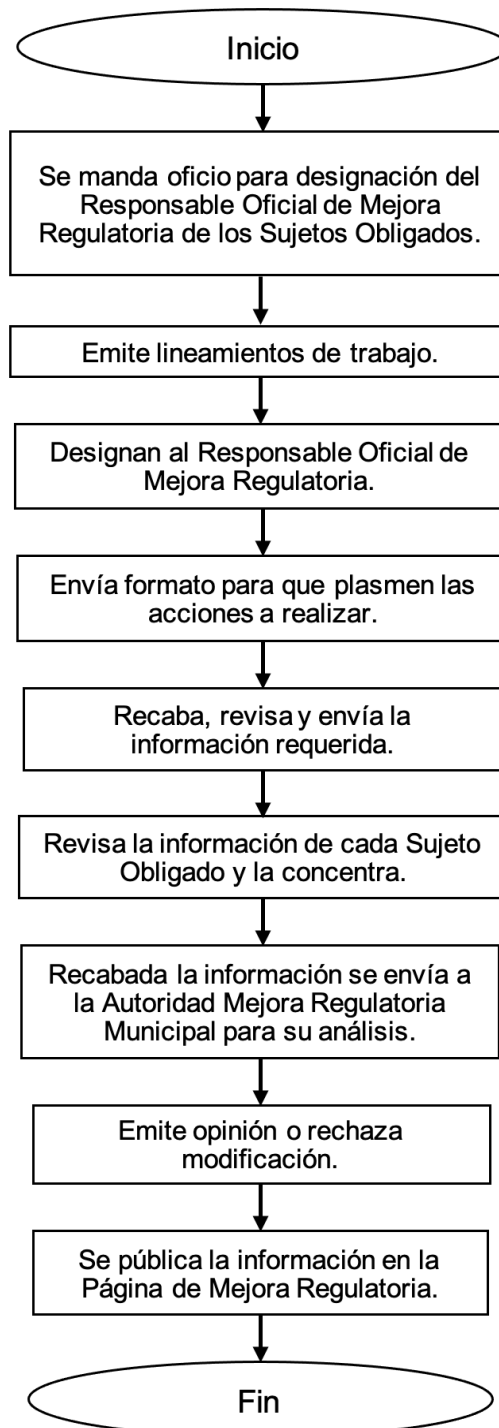 Inicio
Se manda oficio para designación del
Responsable Oficial de Mejora
Regulatoria de los Sujetos Obligados.
Emite lineamientos de trabajo.
Designan al Responsable Oficial de
Mejora Regulatoria.
Envía formato para que plasmen las
acciones a realizar.
Recaba, revisa y envía la
información requerida.
Revisa la información de cada Sujeto
Obligado y la concentra.
Recabada la información se envía a
la Autoridad Mejora Regulatoria
Municipal para su análisis.
Emite opinión o rechaza
modificación.
Se pública la información en la
Página de Mejora Regulatoria.
Fin